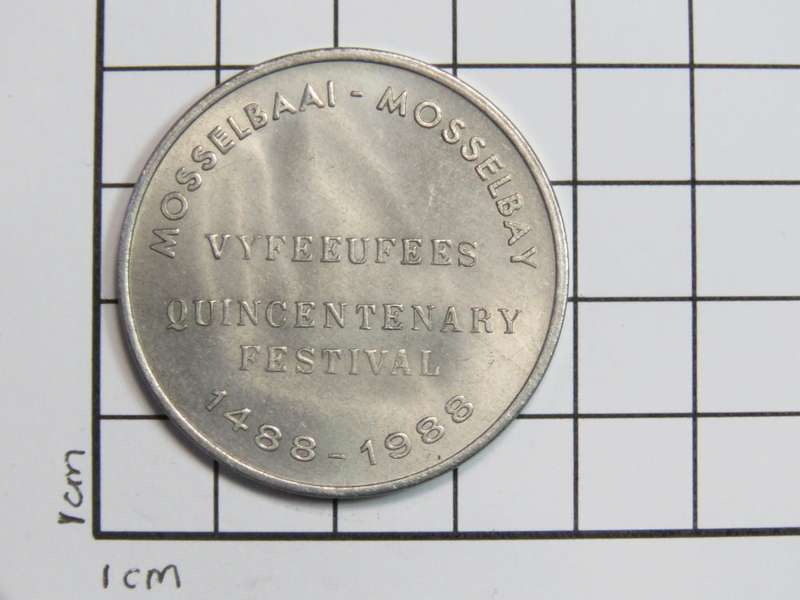 MOSSELBAAI - MOSSELBAY
VYFEEUFEES
QUINCENTENARY
FESTIVAL
1488 - 1988
1cm
1cm